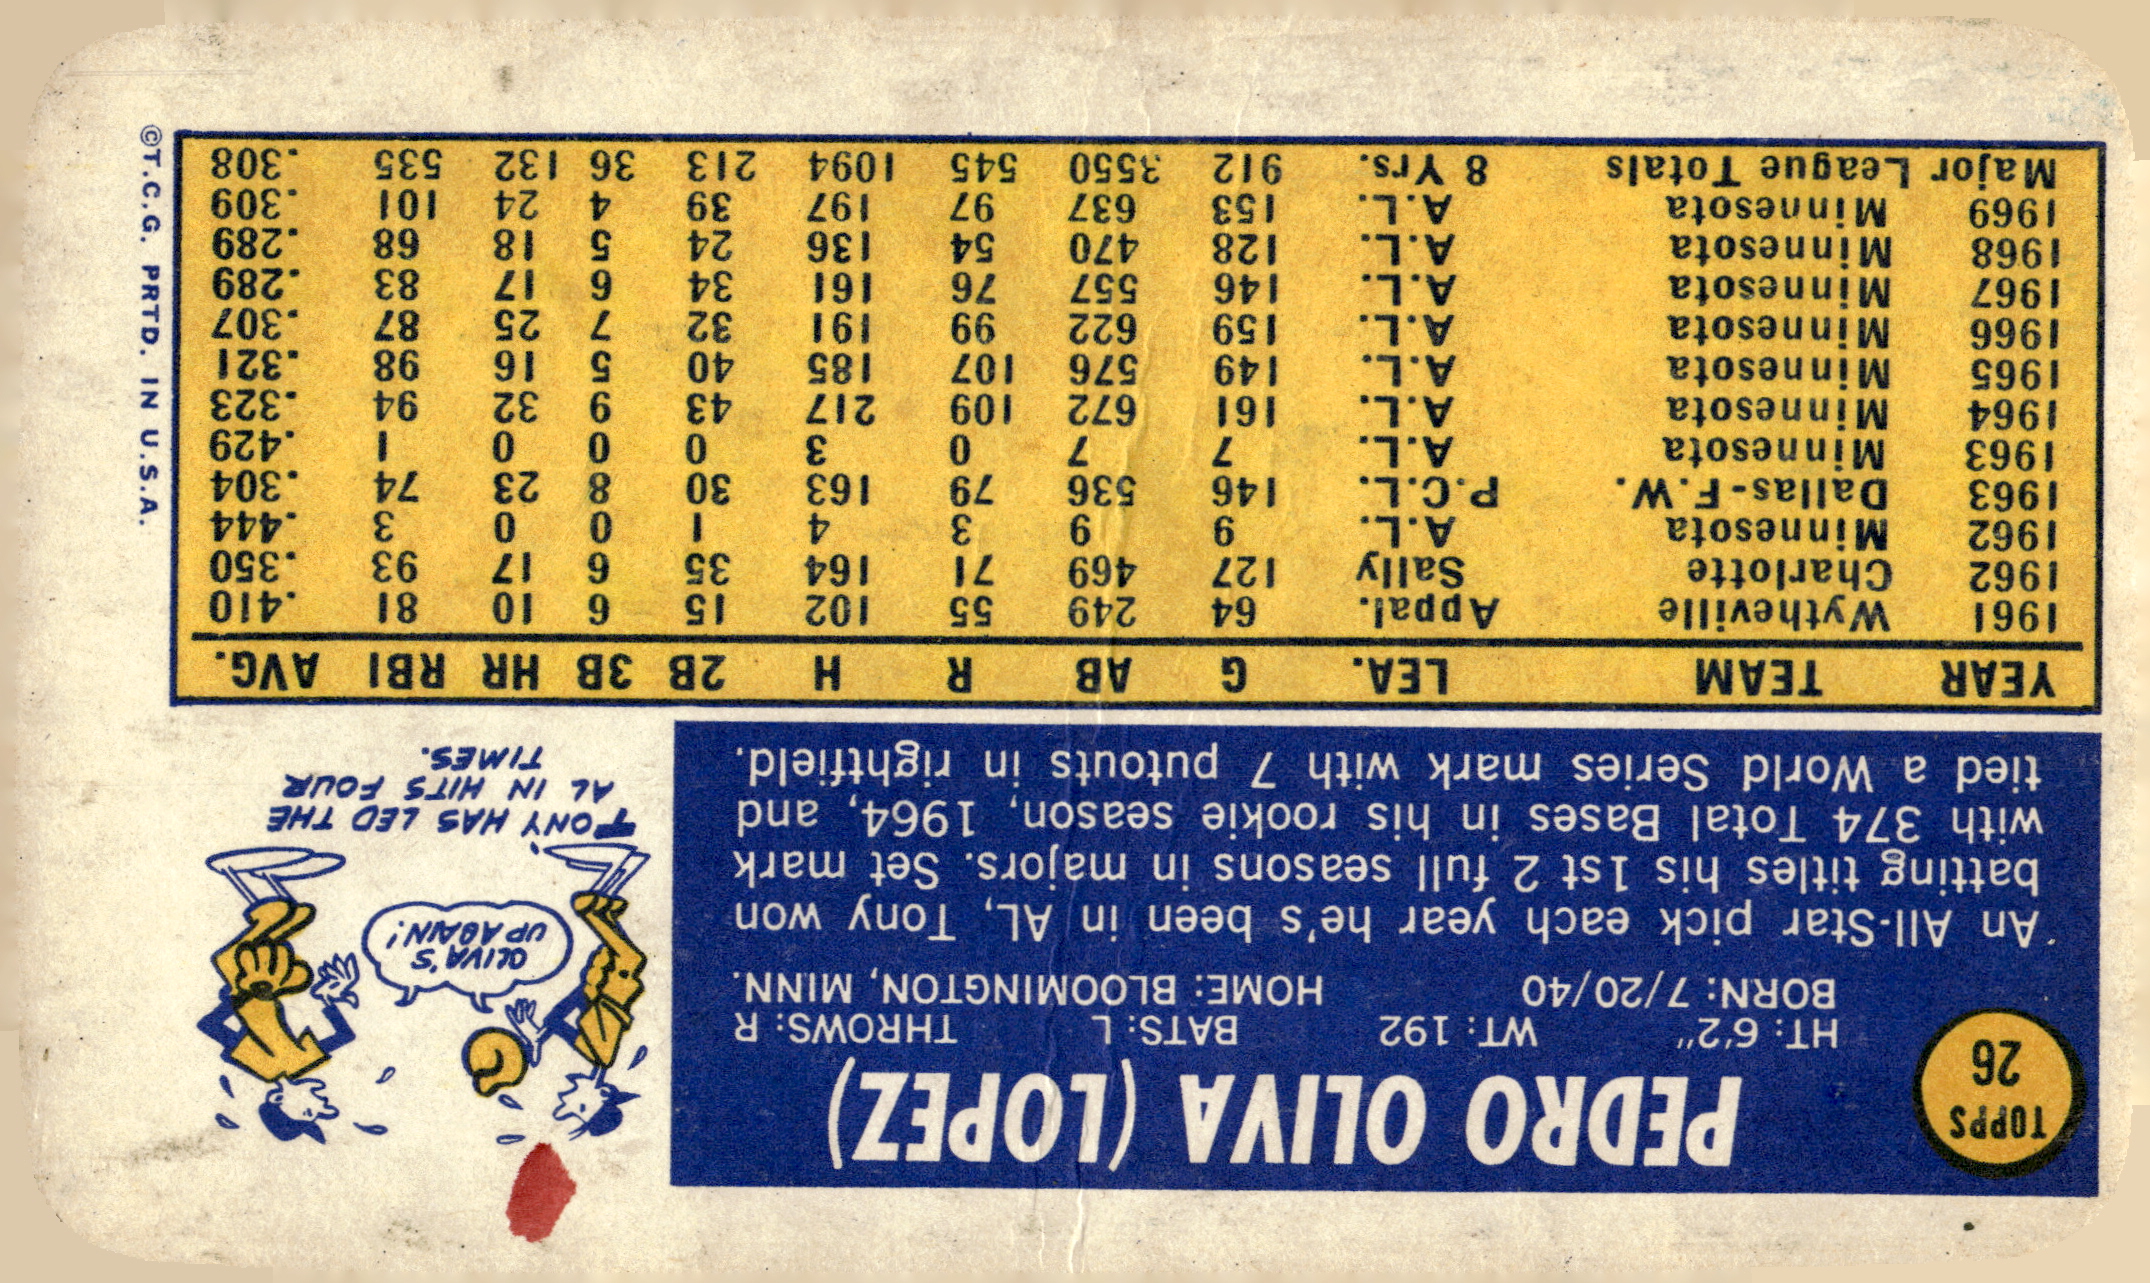 TOPPS
26
PEDRO OLIVA (LOPEZ)
HT: 6'2" WT: 192 BATS: L THROWS: R
BORN: 7/20/40 HOME: BLOOMINGTON, MINN.
An All-Star pick each year he's been in AL, Tony won
batting titles his 1st 2 full seasons in majors. Set mark
with 374 Total Bases in his rookie season, 1964, and
tied a World Series mark with 7 putouts in rightfield.
OLIVA'S
UP AGAIN!
TONY HAS LED THE
AL IN HITS FOUR
TIMES.
YEAR TEAM LEA. G AB R H 2B 3B HR RBI AVG.
1961 Wytheville Appal. 64 249 55 102 15 6 10 81 .410
1962 Charlotte Sally 127 469 71 164 35 6 17 93 .350
1962 Minnesota A.L. 9 9 3 4 1 0 0 3 .444
1963 Dallas-F.W. P.C.L. 146 536 79 163 30 8 23 74 .304
1963 Minnesota A.L. 7 7 0 3 0 0 0 1 .429
1964 Minnesota A.L. 161 672 109 217 43 9 32 94 .323
1965 Minnesota A.L. 149 576 107 185 40 5 16 98 .321
1966 Minnesota A.L. 159 622 99 191 32 7 25 87 .307
1967 Minnesota A.L. 146 557 76 161 34 6 17 83 .289
1968 Minnesota A.L. 128 470 54 136 24 5 18 68 .289
1969 Minnesota A.L. 153 637 97 197 39 4 24 101 .309
Major League Totals 8 Yrs. 912 3550 545 1094 213 36 132 535 .308
©T.C.G. PRTD. IN U.S.A.